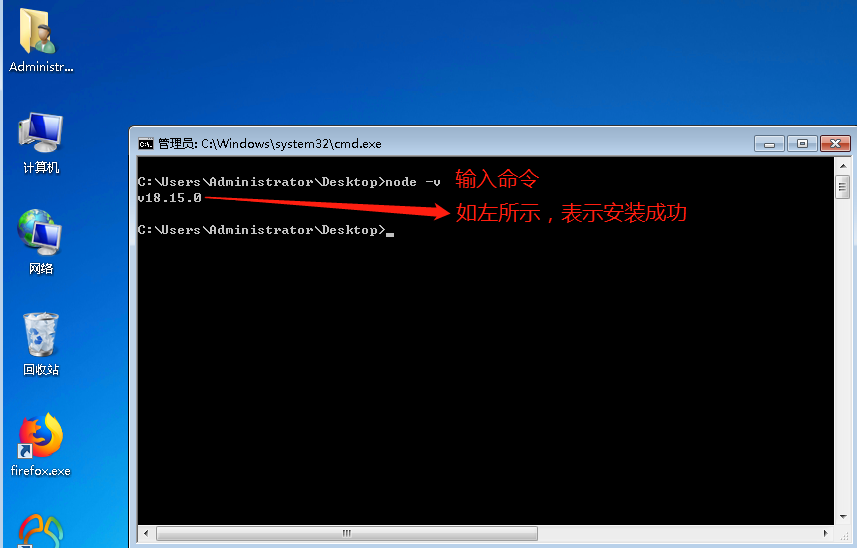 Administr...
计算机
网络
回收站
firefox.exe
管理员: C:\Windows\system32\cmd.exe
C:\Users\Administrator\Desktop>node -v 输入命令
v18.15.0
如左所示，表示安装成功
C:\Users\Administrator\Desktop>_